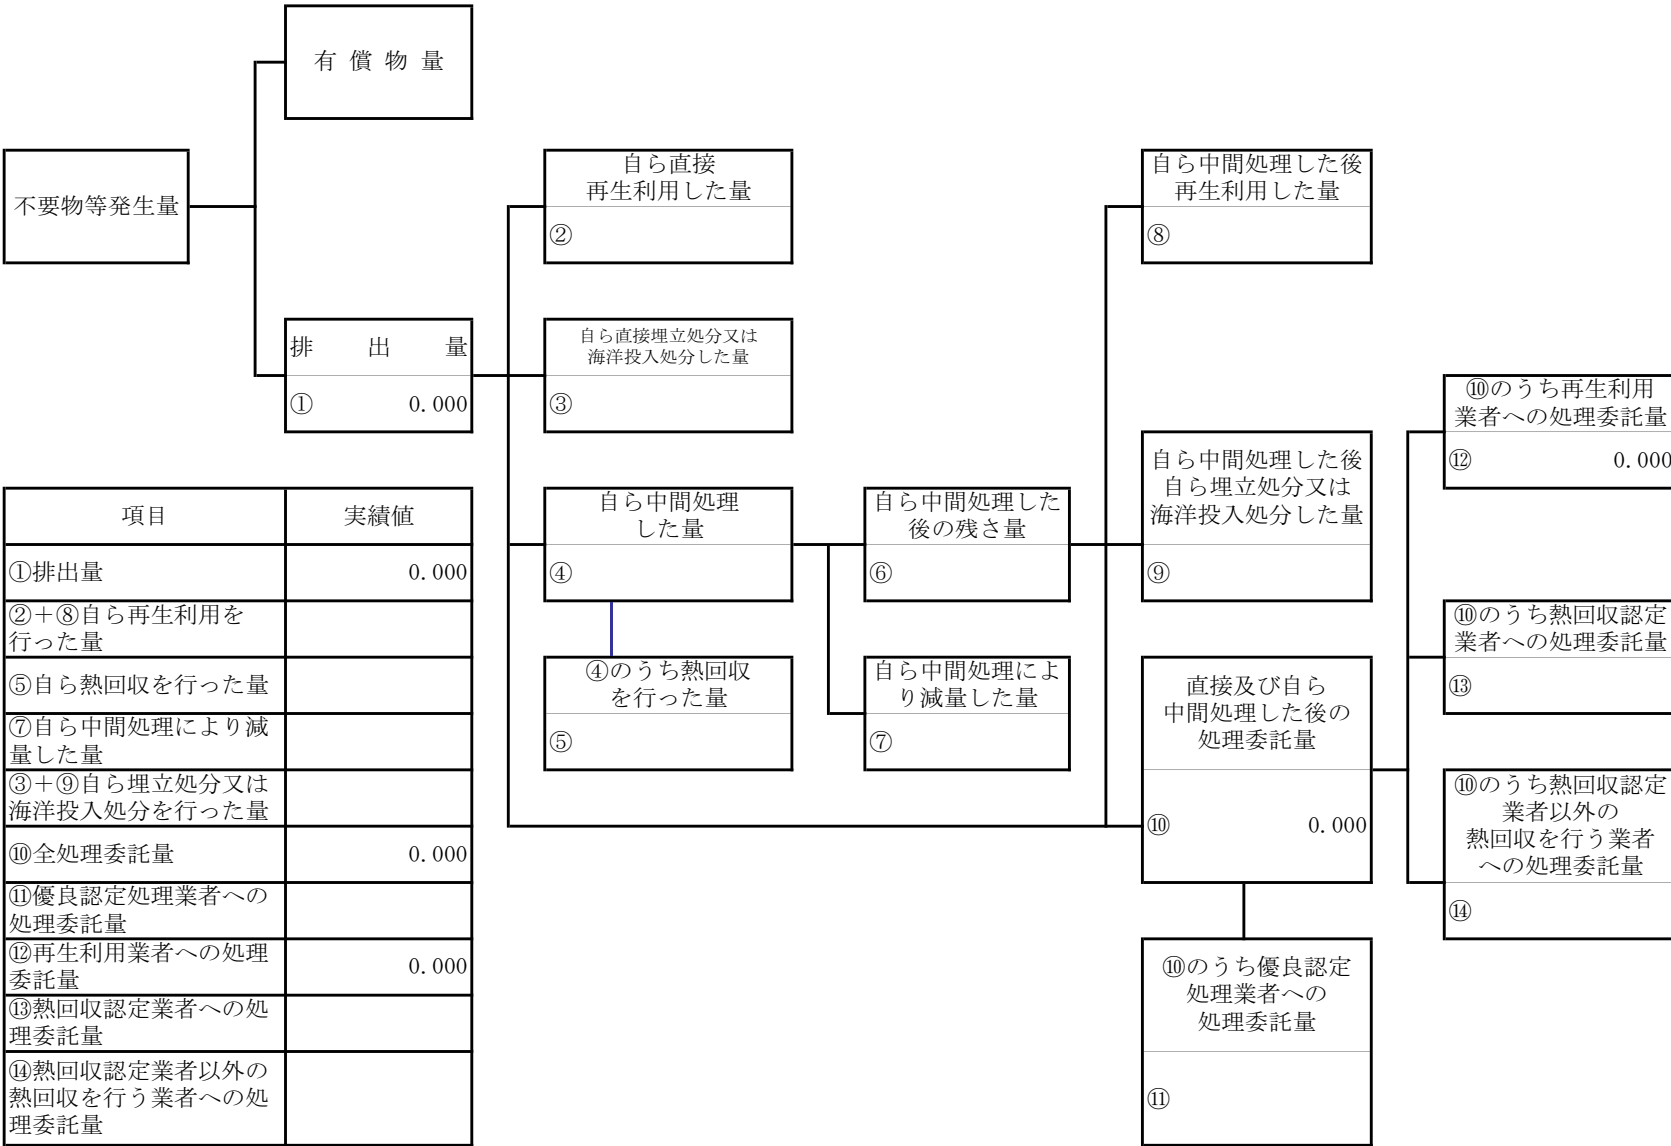 有償物量
不要物等発生量
排出量
① 0.000
自ら直接
再生利用した量
②
自ら直接埋立処分又は
海洋投入処分した量
③
自ら中間処理
した量
④
④のうち熱回収
を行った量
⑤
自ら中間処理した
後の残さ量
⑥
自ら中間処理によ
り減量した量
⑦
自ら中間処理した後
再生利用した量
⑧
自ら中間処理した後
自ら埋立処分又は
海洋投入処分した量
⑨
直接及び自ら
中間処理した後の
処理委託量
⑩ 0.000
⑩のうち優良認定
処理業者への
処理委託量
⑪
⑩のうち再生利用
業者への処理委託量
⑫ 0.000
⑩のうち熱回収認定
業者への処理委託量
⑬
⑩のうち熱回収認定
業者以外の
熱回収を行う業者
への処理委託量
⑭
項目 実績値
①排出量 0.000
②+⑧自ら再生利用を
行った量
⑤自ら熱回収を行った量
⑦自ら中間処理により減
量した量
③+⑨自ら埋立処分又は
海洋投入処分を行った量
⑩全処理委託量 0.000
⑪優良認定処理業者への
処理委託量
⑫再生利用業者への処理
委託量 0.000
⑬熱回収認定業者への処
理委託量
⑭熱回収認定業者以外の
熱回収を行う業者への処
理委託量